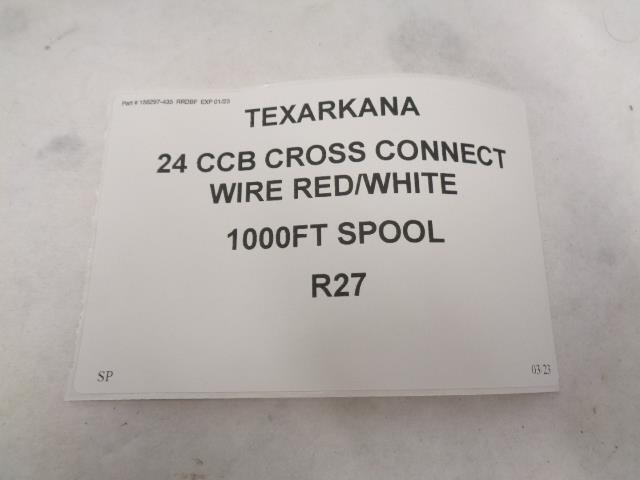 Part # 158297-435 RRDBF EXP 01/23
TEXARKANA
24 CCB CROSS CONNECT
WIRE RED/WHITE
1000FT SPOOL
R27
SP
03/23